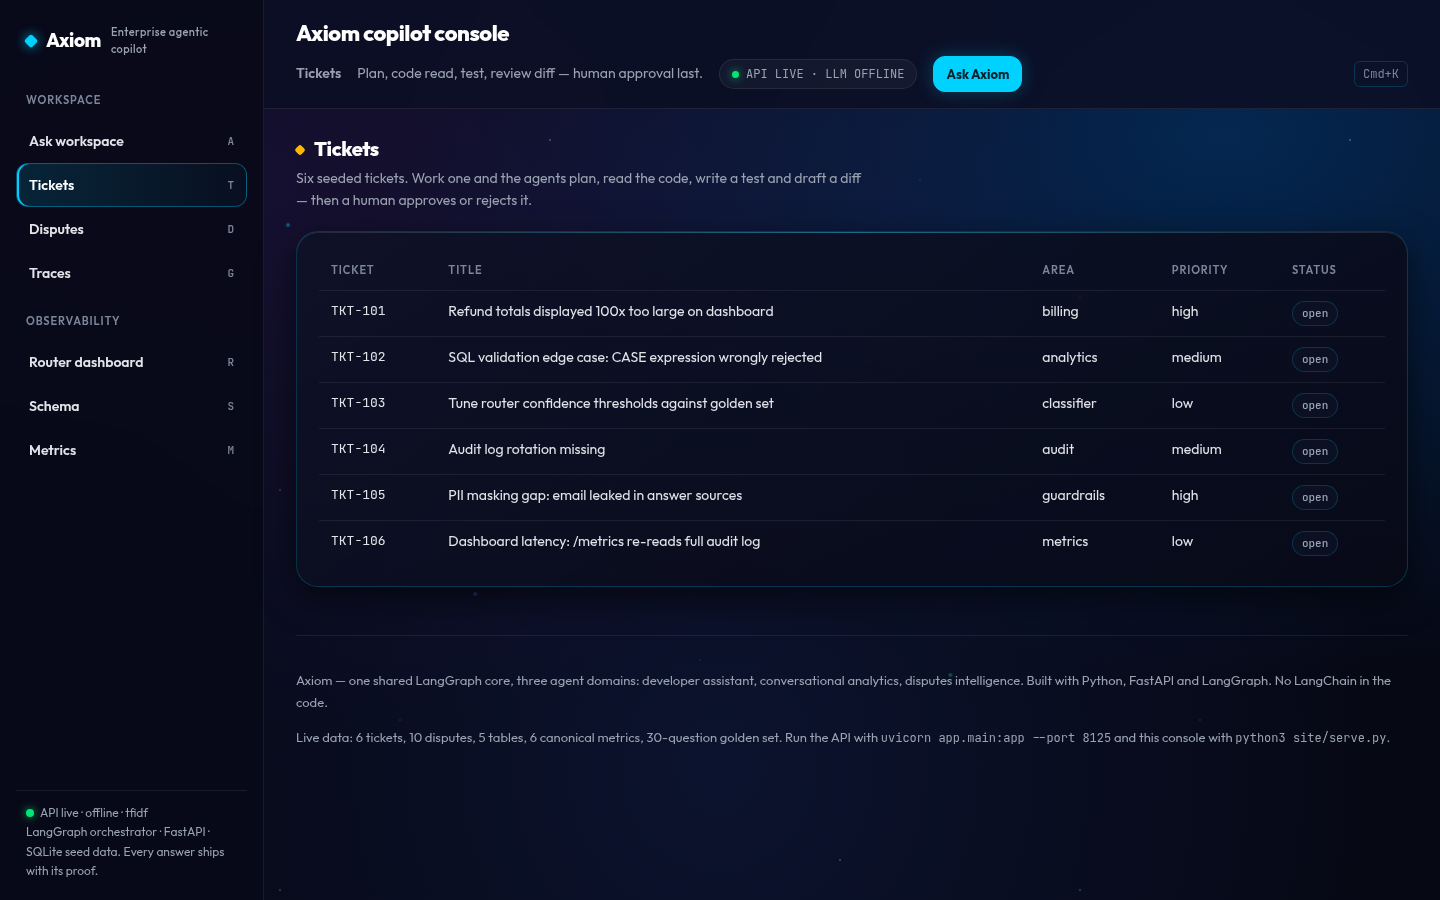 Axiom
Enterprise agentic
copilot
WORKSPACE
Ask workspace A
Tickets T
Disputes D
Traces G
OBSERVABILITY
Router dashboard R
Schema S
Metrics M
API live · offline · tfidf
LangGraph orchestrator · FastAPI ·
SQLite seed data. Every answer ships
with its proof.
Axiom copilot console
Tickets Plan, code read, test, review diff — human approval last. API LIVE · LLM OFFLINE Ask Axiom Cmd+K
Tickets
Six seeded tickets. Work one and the agents plan, read the code, write a test and draft a diff
— then a human approves or rejects it.
TICKET TITLE AREA PRIORITY STATUS
TKT-101 Refund totals displayed 100x too large on dashboard billing high open
TKT-102 SQL validation edge case: CASE expression wrongly rejected analytics medium open
TKT-103 Tune router confidence thresholds against golden set classifier low open
TKT-104 Audit log rotation missing audit medium open
TKT-105 PII masking gap: email leaked in answer sources guardrails high open
TKT-106 Dashboard latency: /metrics re-reads full audit log metrics low open
Axiom — one shared LangGraph core, three agent domains: developer assistant, conversational analytics, disputes intelligence. Built with Python, FastAPI and LangGraph. No LangChain in the
code.
Live data: 6 tickets, 10 disputes, 5 tables, 6 canonical metrics, 30-question golden set. Run the API with uvicorn app.main:app --port 8125 and this console with python3 site/serve.py.